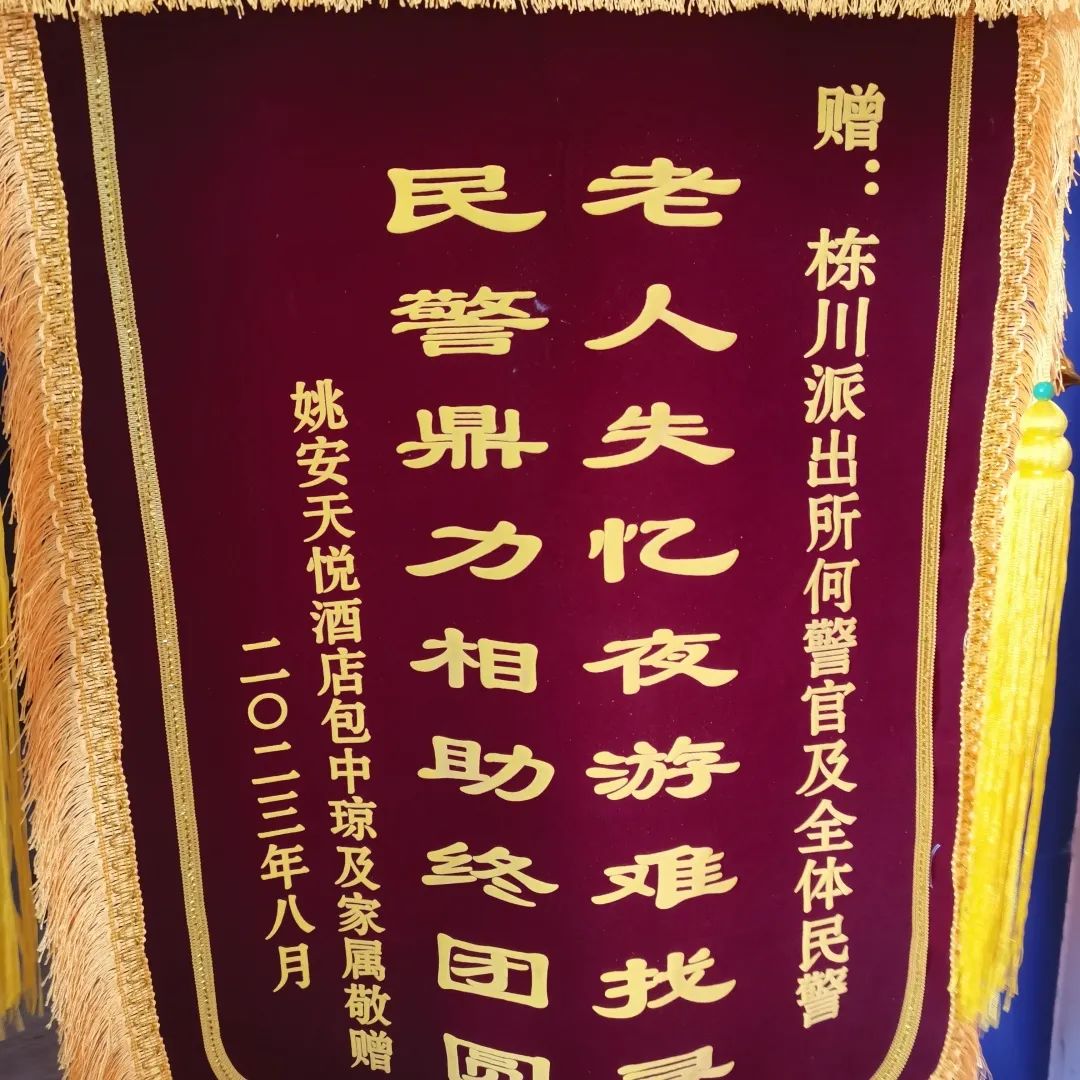 赠：栋川派出所何警官及全体民警
老人失忆夜游难找寻
民警鼎力相助终团圆
姚安天悦酒店包中琼及家属敬赠
二〇二三年八月